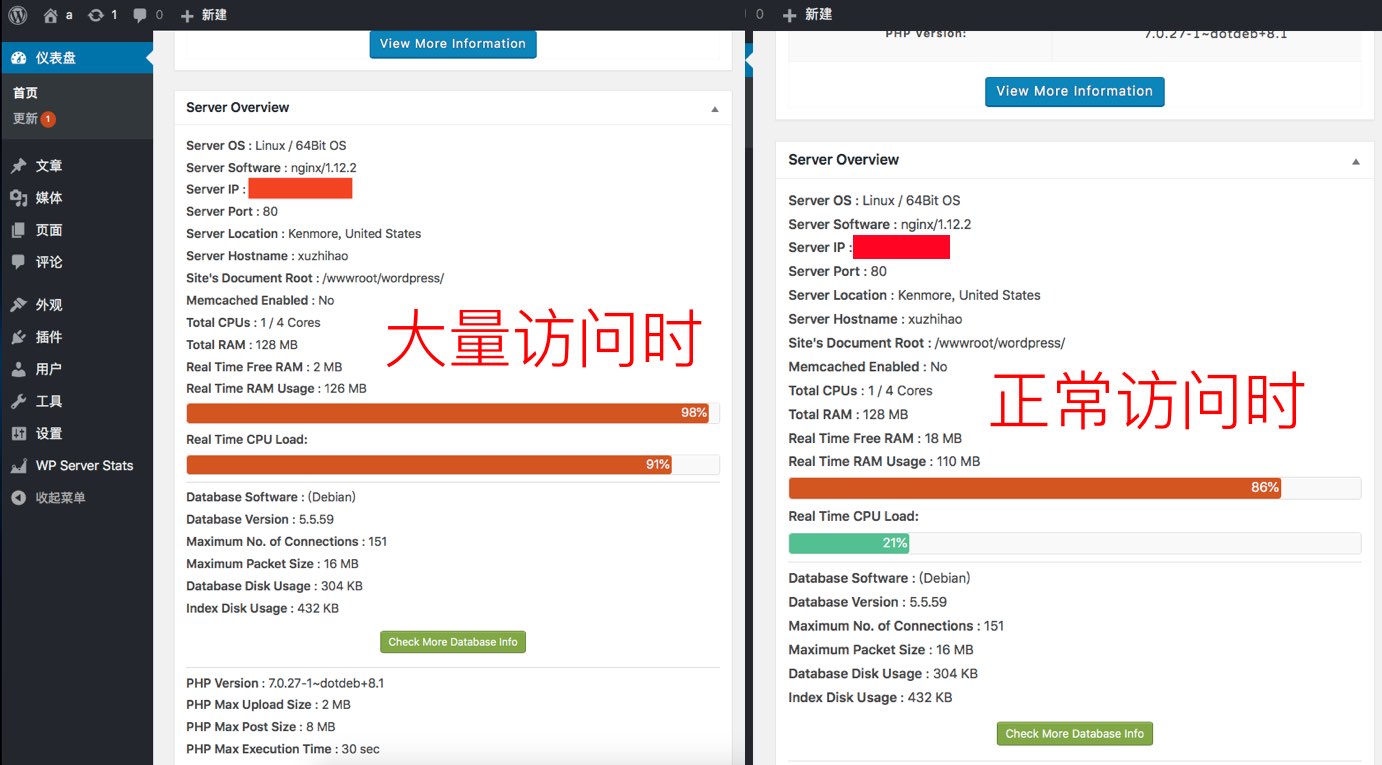 a 1 0 新建
仪表盘
首页
更新 1
文章
媒体
页面
评论
外观
插件
用户
工具
设置
WP Server Stats
收起菜单
View More Information
Server Overview
Server OS : Linux / 64Bit OS
Server Software : nginx/1.12.2
Server IP :
Server Port : 80
Server Location : Kenmore, United States
Server Hostname : xuzhihao
Site's Document Root : /wwwroot/wordpress/
Memcached Enabled : No
Total CPUs : 1 / 4 Cores
Total RAM : 128 MB
Real Time Free RAM : 2 MB
Real Time RAM Usage : 126 MB
98%
Real Time CPU Load:
91%
大量访问时
Database Software : (Debian)
Database Version : 5.5.59
Maximum No. of Connections : 151
Maximum Packet Size : 16 MB
Database Disk Usage : 304 KB
Index Disk Usage : 432 KB
Check More Database Info
PHP Version : 7.0.27-1~dotdeb+8.1
PHP Max Upload Size : 2 MB
PHP Max Post Size : 8 MB
PHP Max Execution Time : 30 sec
0 新建
PHP Version: 7.0.27-1~dotdeb+8.1
View More Information
Server Overview
Server OS : Linux / 64Bit OS
Server Software : nginx/1.12.2
Server IP :
Server Port : 80
Server Location : Kenmore, United States
Server Hostname : xuzhihao
Site's Document Root : /wwwroot/wordpress/
Memcached Enabled : No
Total CPUs : 1 / 4 Cores
Total RAM : 128 MB
Real Time Free RAM : 18 MB
Real Time RAM Usage : 110 MB
86%
Real Time CPU Load:
21%
正常访问时
Database Software : (Debian)
Database Version : 5.5.59
Maximum No. of Connections : 151
Maximum Packet Size : 16 MB
Database Disk Usage : 304 KB
Index Disk Usage : 432 KB
Check More Database Info